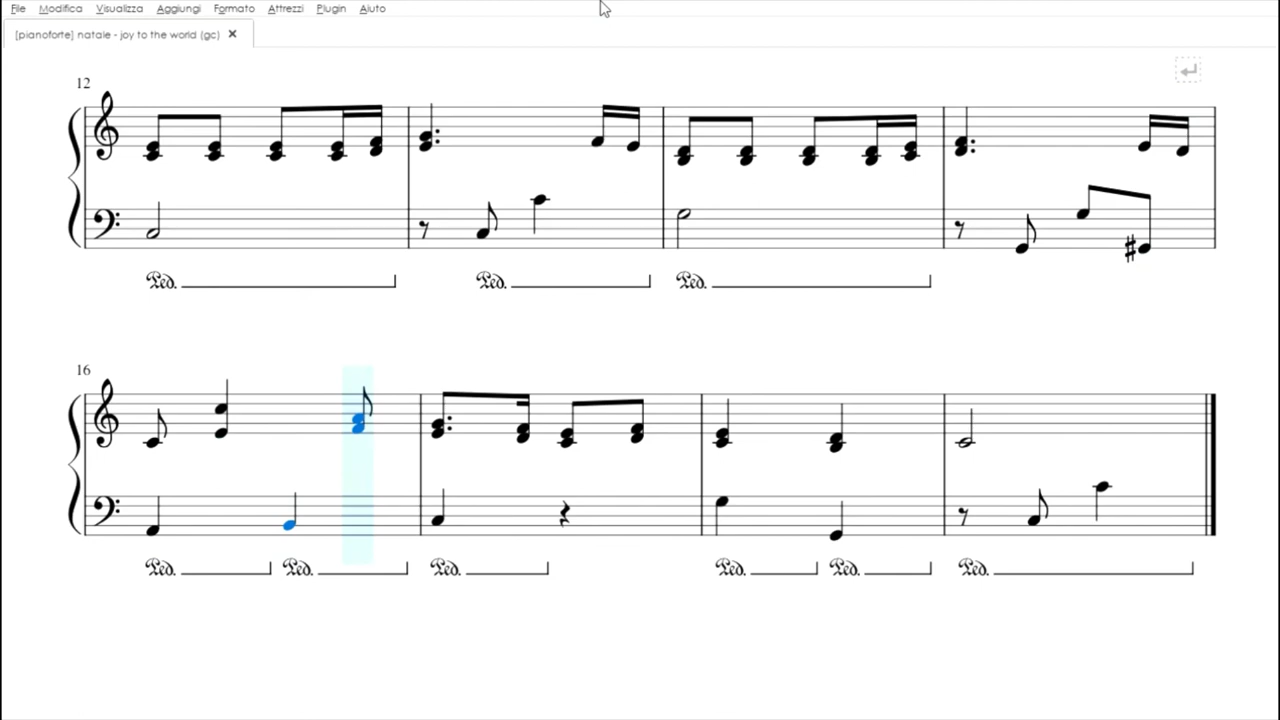 File Modifica Visualizza Aggiungi Formato Attrezzi Plugin Aiuto
[pianoforte] natale - joy to the world (gc) ×
12
Ped. Ped. Ped.
16
Ped. Ped. Ped. Ped. Ped. Ped.